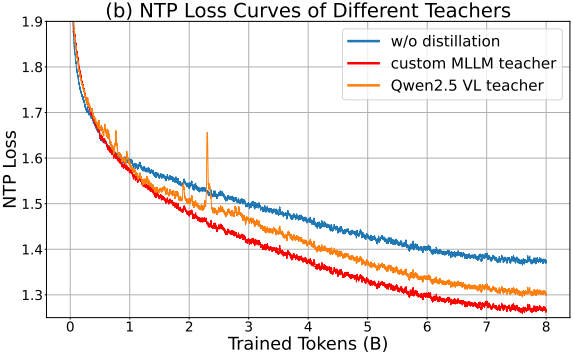 (b) NTP Loss Curves of Different Teachers
w/o distillation
custom MLLM teacher
Qwen2.5 VL teacher
NTP Loss
1.9
1.8
1.7
1.6
1.5
1.4
1.3
0 1 2 3 4 5 6 7 8
Trained Tokens (B)